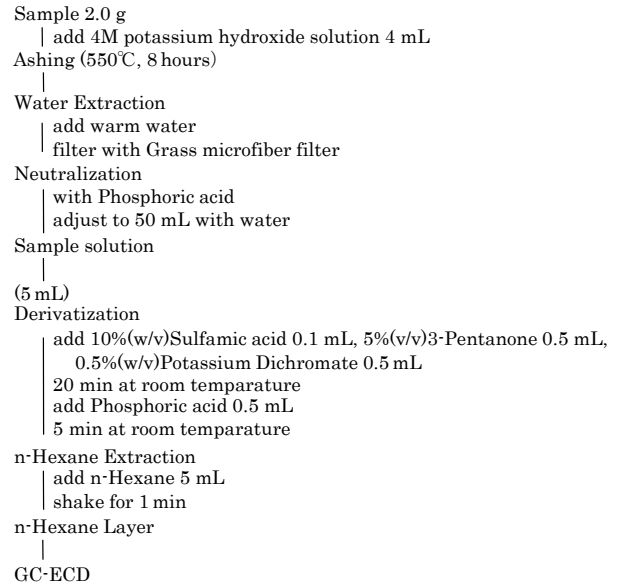 Sample 2.0 g
add 4M potassium hydroxide solution 4 mL
Ashing (550℃, 8 hours)
Water Extraction
add warm water
filter with Grass microfiber filter
Neutralization
with Phosphoric acid
adjust to 50 mL with water
Sample solution
(5 mL)
Derivatization
add 10%(w/v)Sulfamic acid 0.1 mL, 5%(v/v)3-Pentanone 0.5 mL,
0.5%(w/v)Potassium Dichromate 0.5 mL
20 min at room temparature
add Phosphoric acid 0.5 mL
5 min at room temparature
n-Hexane Extraction
add n-Hexane 5 mL
shake for 1 min
n-Hexane Layer
GC-ECD